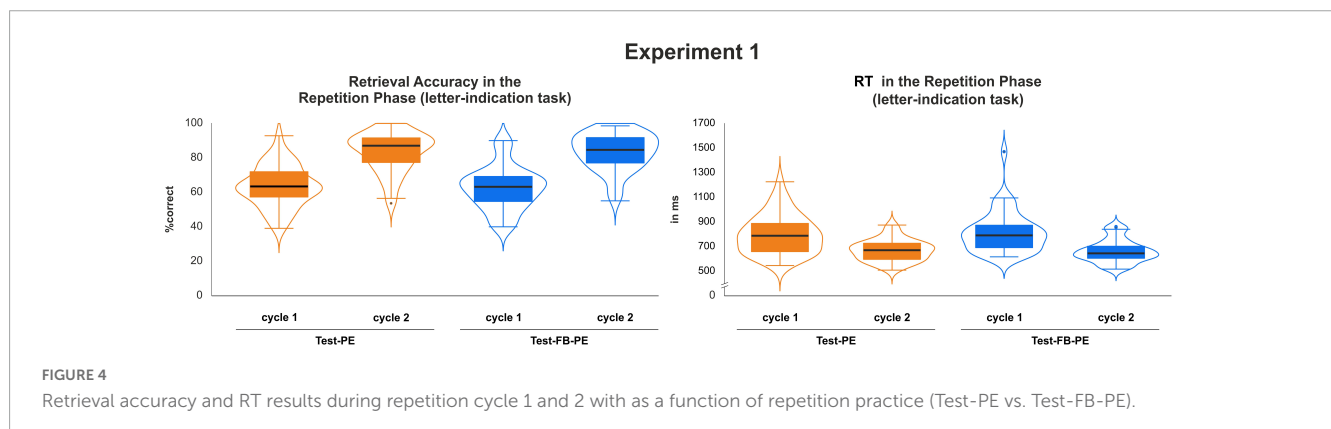 Experiment 1
Retrieval Accuracy in the
Repetition Phase (letter-indication task)
%correct
100
80
60
40
20
0
cycle 1
cycle 2
cycle 1
cycle 2
Test-PE
Test-FB-PE
RT in the Repetition Phase
(letter-indication task)
in ms
1700
1500
1300
1100
900
700
500
0
cycle 1
cycle 2
cycle 1
cycle 2
Test-PE
Test-FB-PE
FIGURE 4
Retrieval accuracy and RT results during repetition cycle 1 and 2 with as a function of repetition practice (Test-PE vs. Test-FB-PE).